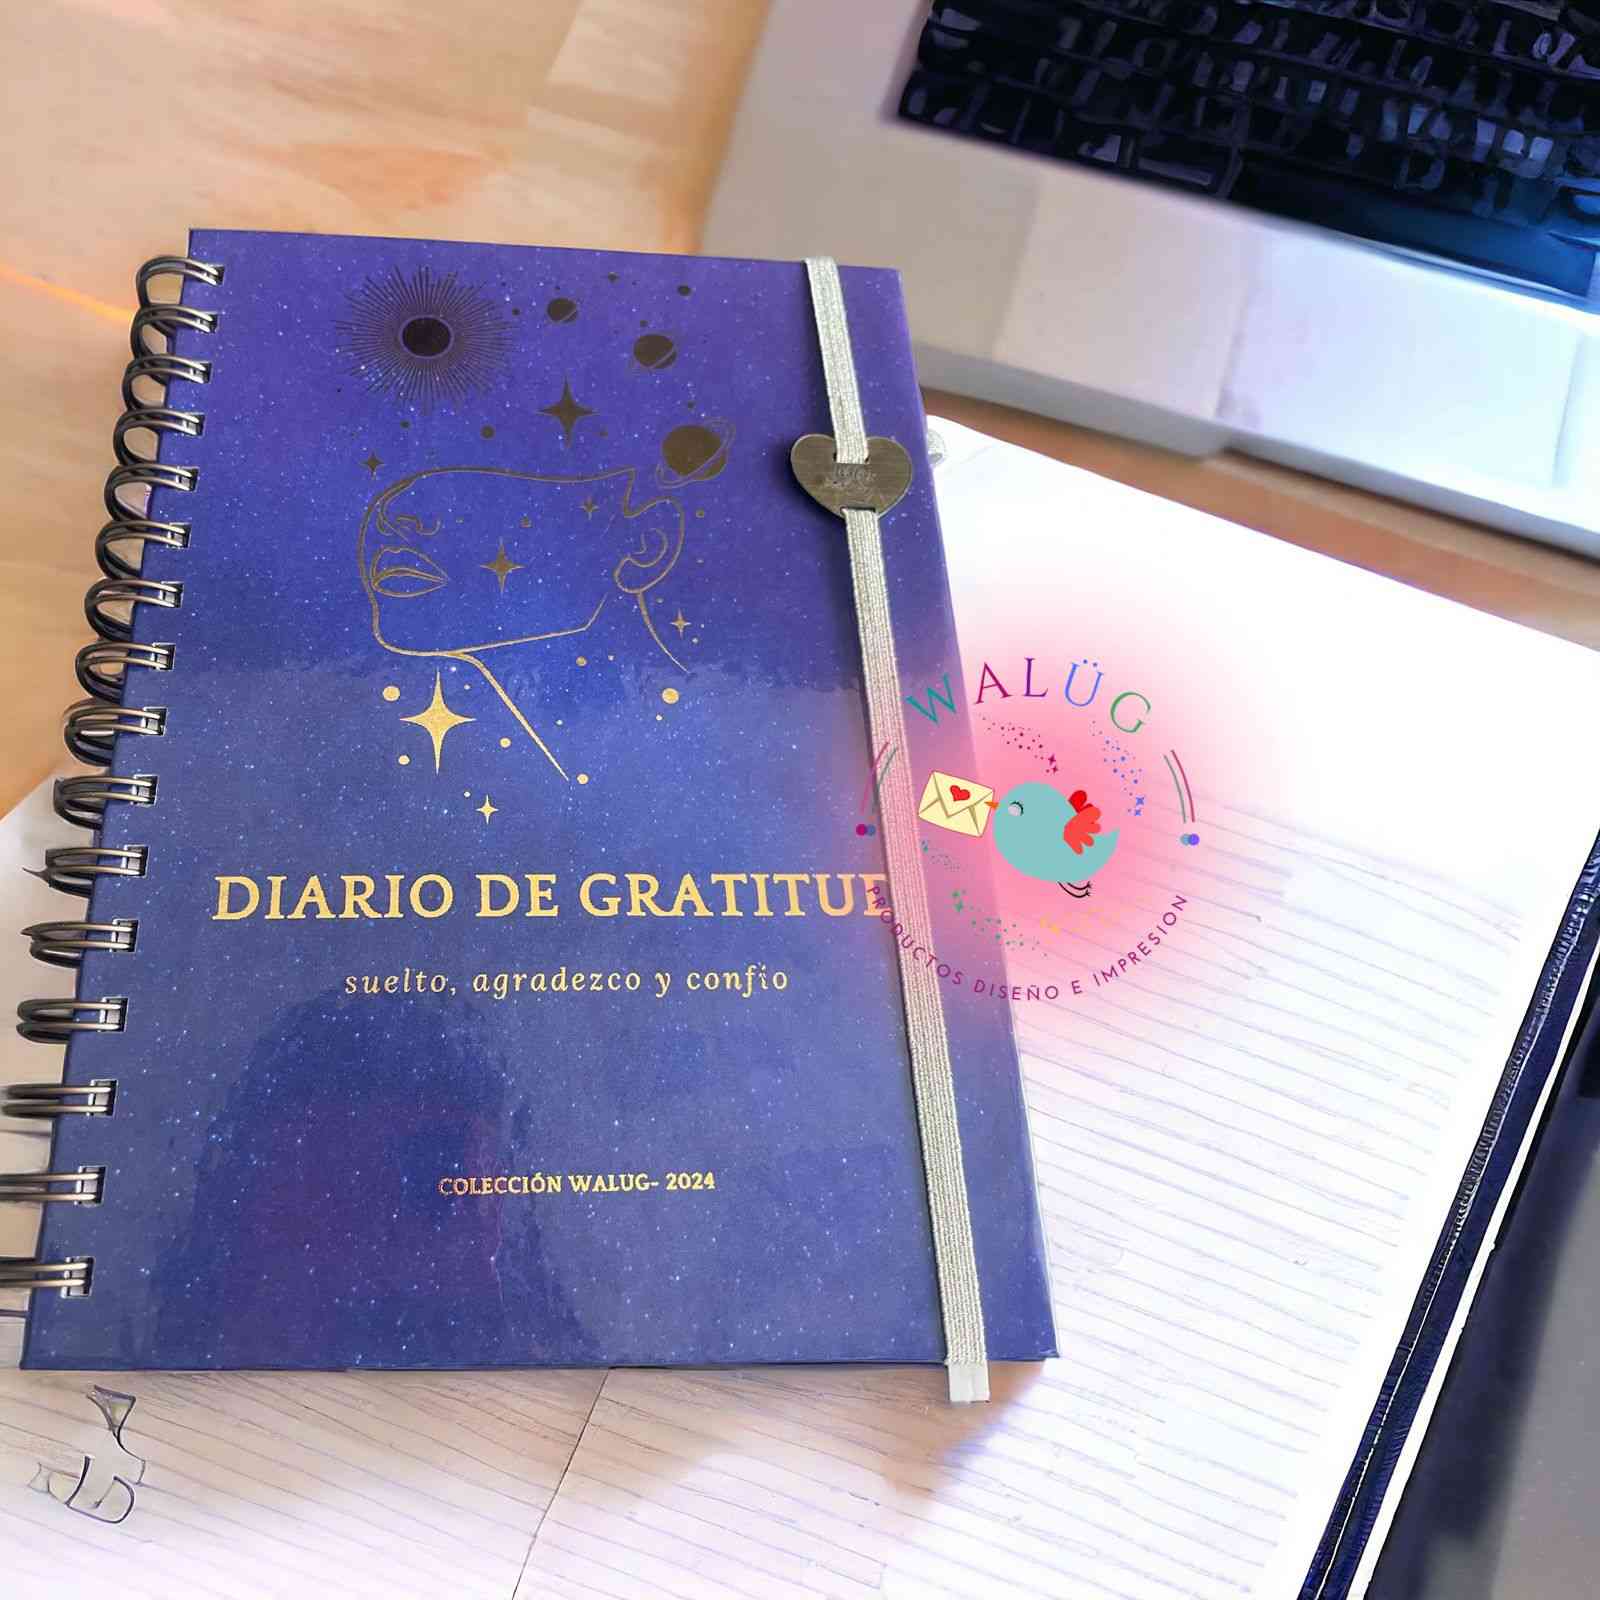 DIARIO DE GRATITUD
suelto, agradezco y confío
COLECCIÓN WALUG- 2024
WALÜG
PRODUCTOS DISEÑO E IMPRESION